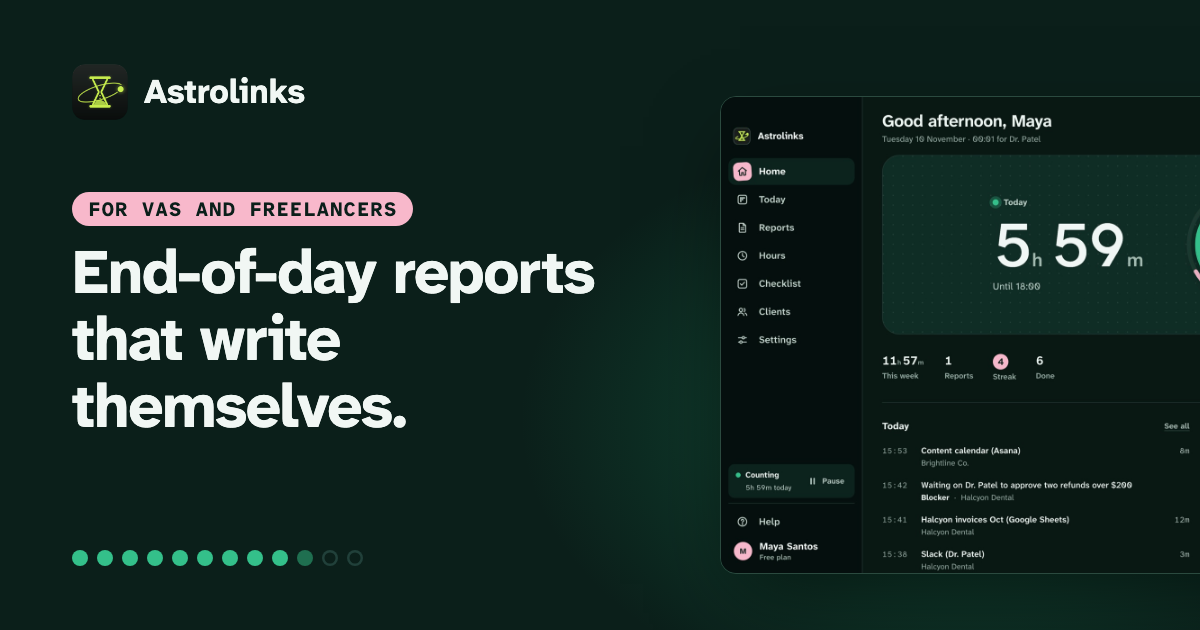 Astrolinks
FOR VAS AND FREELANCERS
End-of-day reports
that write
themselves.
Astrolinks
Home
Today
Reports
Hours
Checklist
Clients
Settings
Counting
5h 59m today
Pause
Help
M
Maya Santos
Free plan
Good afternoon, Maya
Tuesday 10 November · 00:01 for Dr. Patel
Today
5h 59m
Until 18:00
11h 57m
This week
1
Reports
4
Streak
6
Done
Today
See all
15:53 Content calendar (Asana) 8m
Brightline Co.
15:42 Waiting on Dr. Patel to approve two refunds over $200
Blocker · Halcyon Dental
15:41 Halcyon invoices Oct (Google Sheets) 12m
Halcyon Dental
15:38 Slack (Dr. Patel) 3m
Halcyon Dental